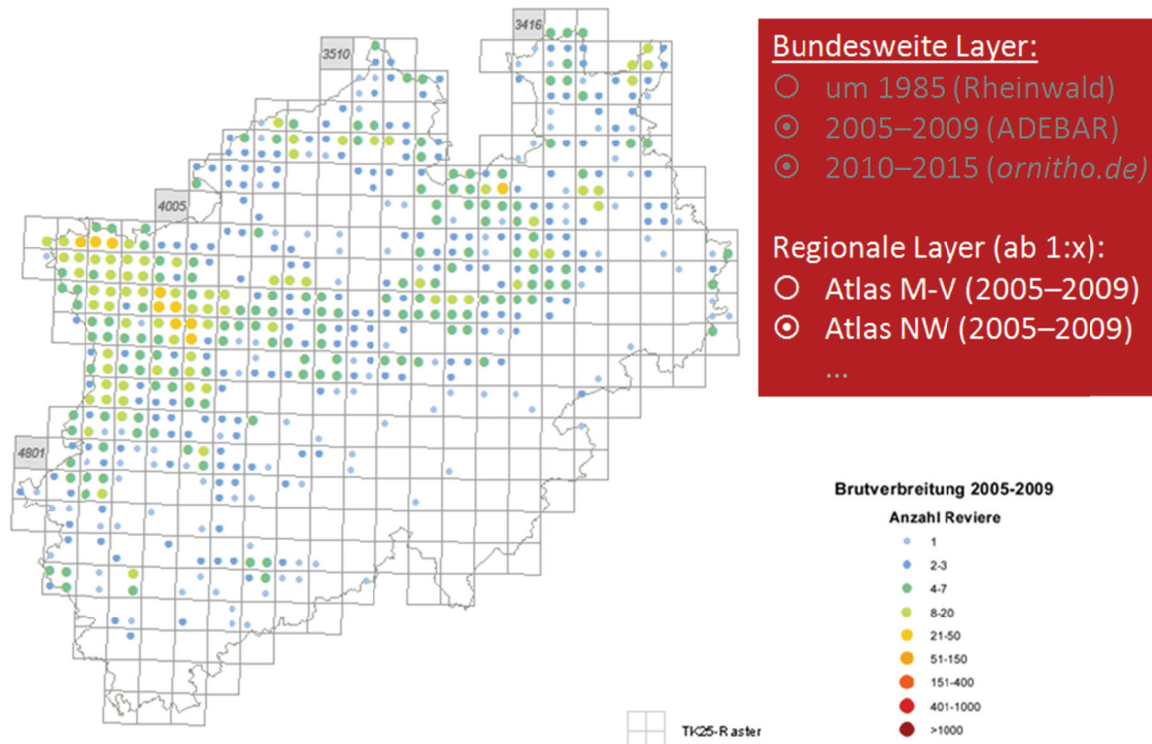 3416
3510
4005
4801
Bundesweite Layer:
um 1985 (Rheinwald)
2005–2009 (ADEBAR)
2010–2015 (ornitho.de)
Regionale Layer (ab 1:x):
Atlas M-V (2005–2009)
Atlas NW (2005–2009)
...
Brutverbreitung 2005-2009
Anzahl Reviere
1
2-3
4-7
8-20
21-50
51-150
151-400
401-1000
>1000
TK25-Raster